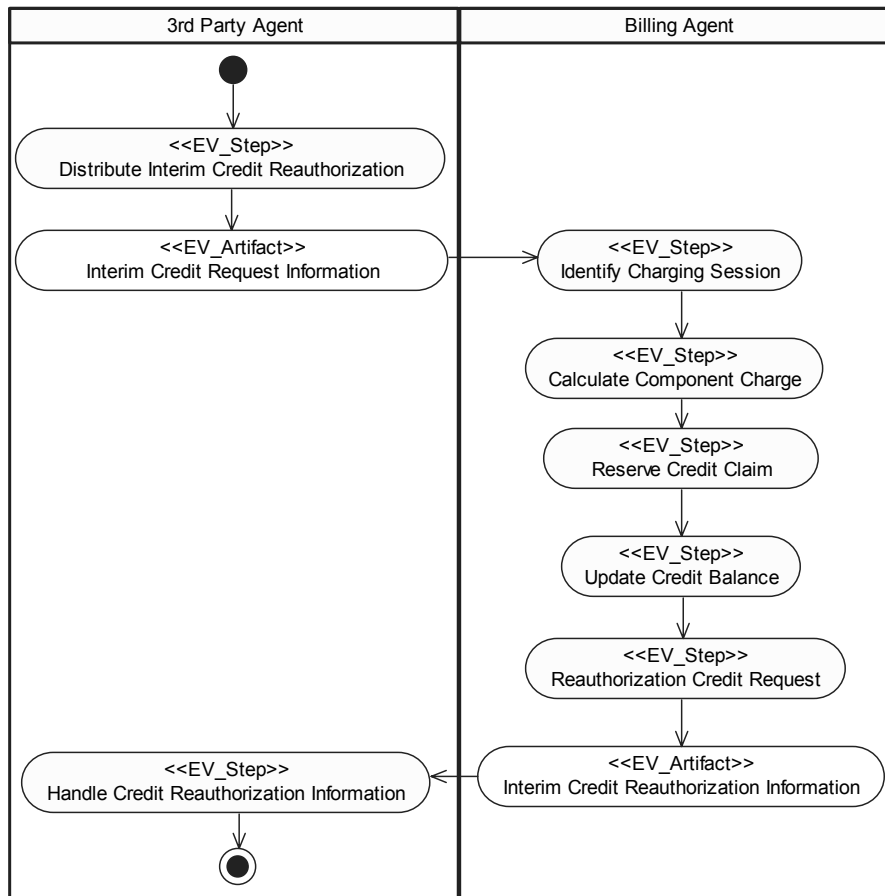 3rd Party Agent
Billing Agent
<<EV_Step>>
Distribute Interim Credit Reauthorization
<<EV_Artifact>>
Interim Credit Request Information
<<EV_Step>>
Identify Charging Session
<<EV_Step>>
Calculate Component Charge
<<EV_Step>>
Reserve Credit Claim
<<EV_Step>>
Update Credit Balance
<<EV_Step>>
Reauthorization Credit Request
<<EV_Artifact>>
Interim Credit Reauthorization Information
<<EV_Step>>
Handle Credit Reauthorization Information